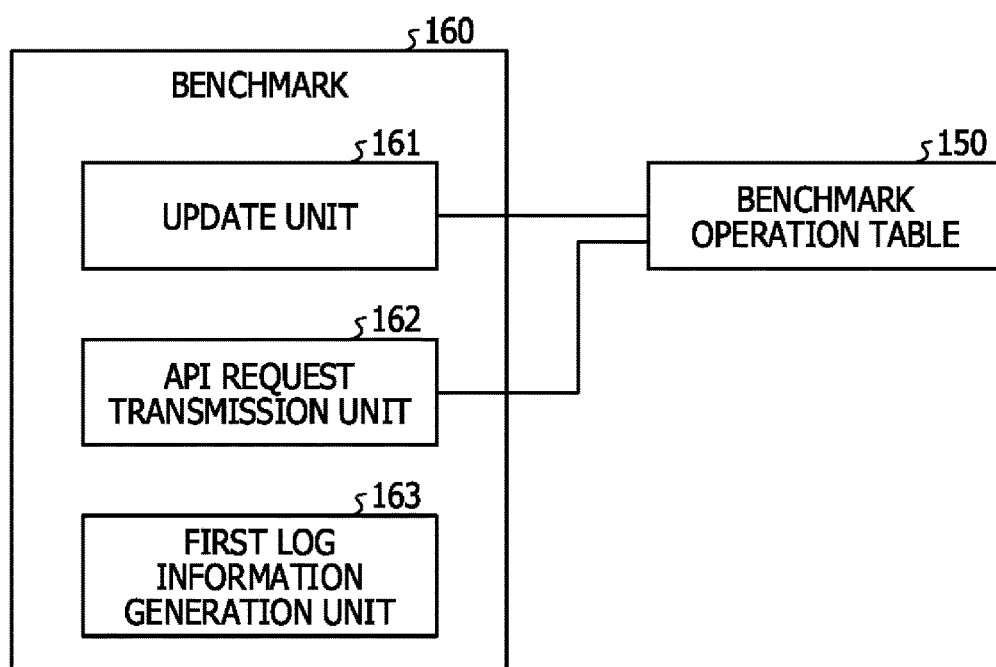 160
BENCHMARK
161
UPDATE UNIT
150
BENCHMARK
OPERATION TABLE
162
API REQUEST
TRANSMISSION UNIT
163
FIRST LOG
INFORMATION
GENERATION UNIT